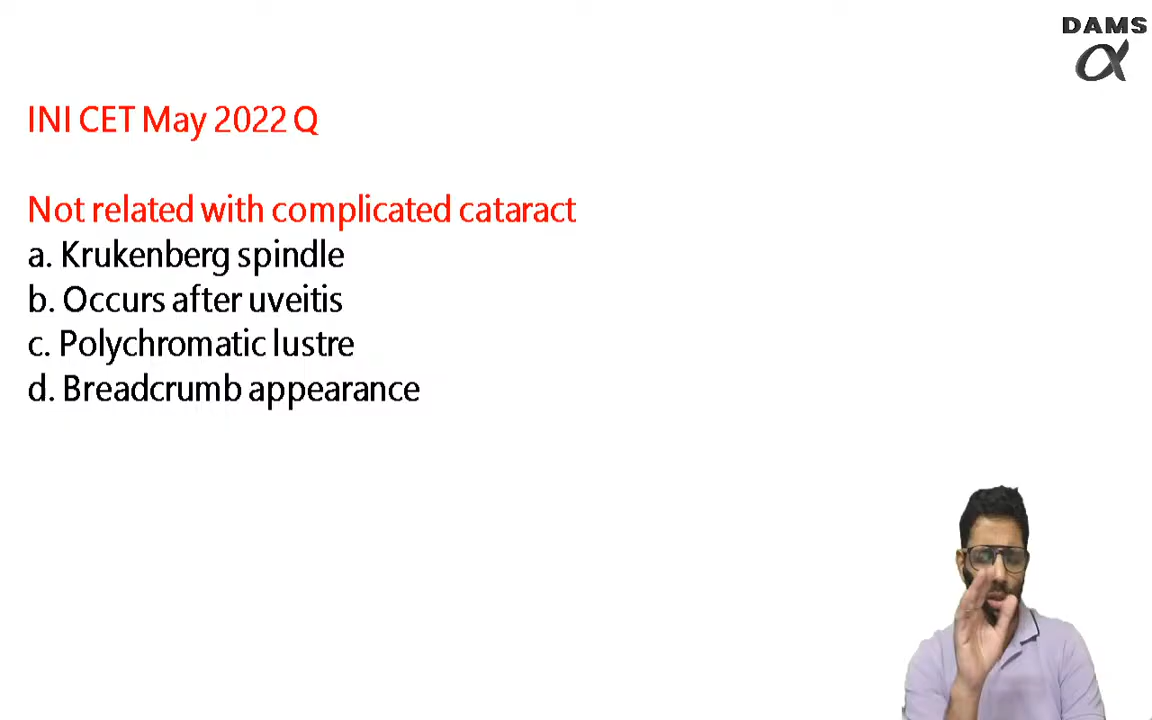 DAMS
α
INI CET May 2022 Q
Not related with complicated cataract
a. Krukenberg spindle
b. Occurs after uveitis
c. Polychromatic lustre
d. Breadcrumb appearance